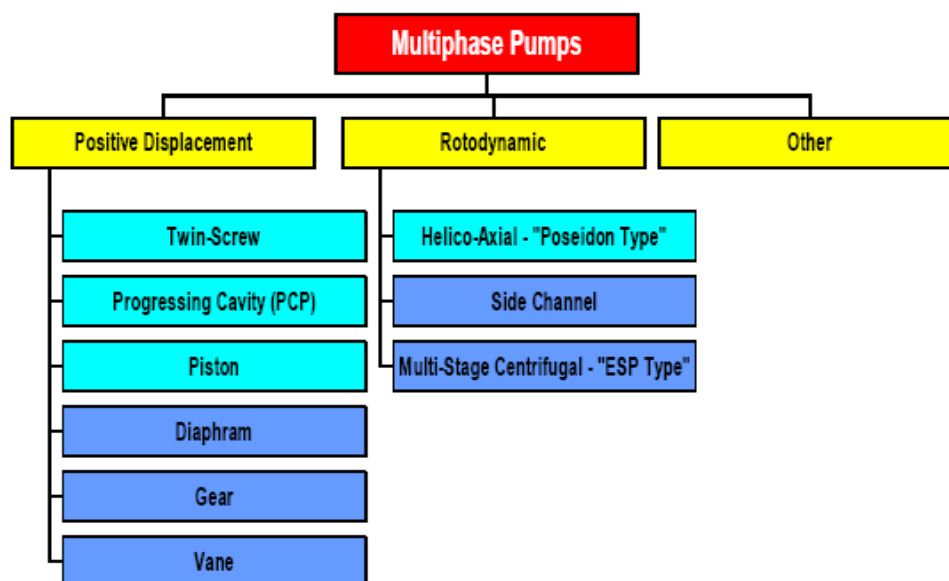 Multiphase Pumps
Positive Displacement
Rotodynamic
Other
Twin-Screw
Progressing Cavity (PCP)
Piston
Diaphram
Gear
Vane
Helico-Axial - "Poseidon Type"
Side Channel
Multi-Stage Centrifugal - "ESP Type"